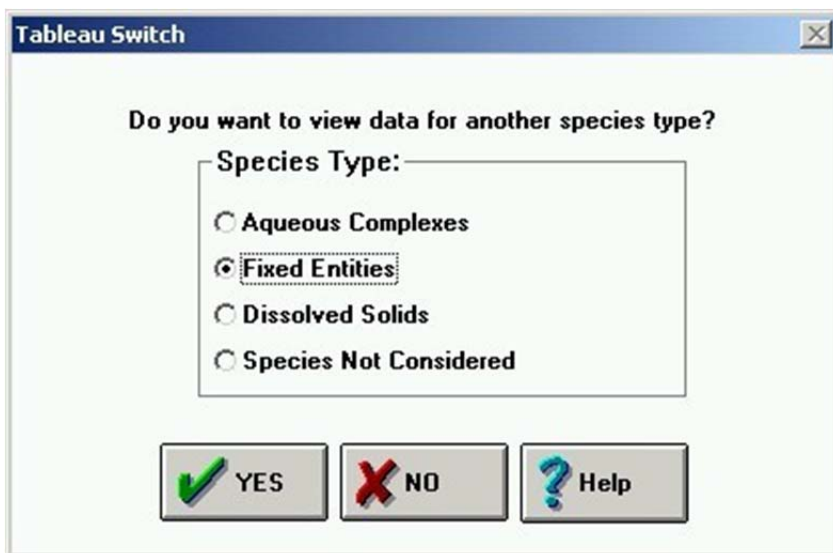 Tableau Switch
Do you want to view data for another species type?
Species Type:
Aqueous Complexes
Fixed Entities
Dissolved Solids
Species Not Considered
YES
NO
Help